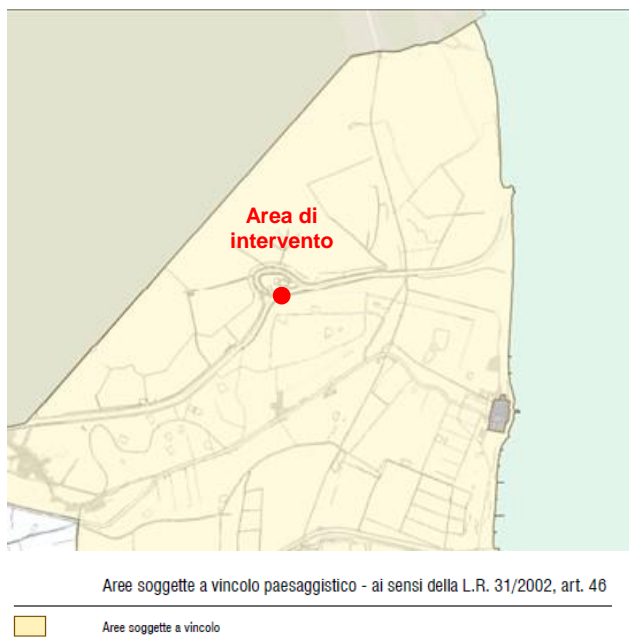 Area di
intervento
Aree soggette a vincolo paesaggistico - ai sensi della L.R. 31/2002, art. 46
Aree soggette a vincolo